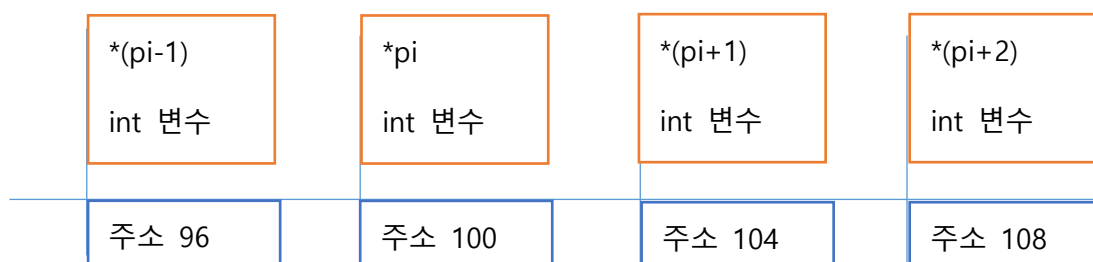 *(pi-1) *pi *(pi+1) *(pi+2)
int 변수 int 변수 int 변수 int 변수
주소 96 주소 100 주소 104 주소 108